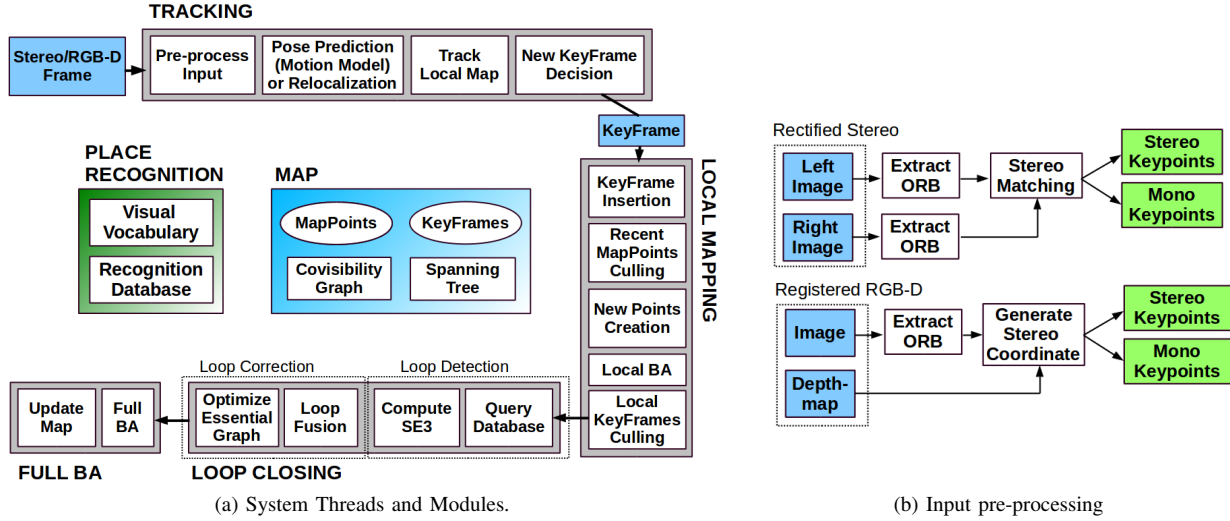 TRACKING
Stereo/RGB-D
Frame
Pre-process
Input
Pose Prediction
(Motion Model)
or Relocalization
Track
Local Map
New KeyFrame
Decision
KeyFrame
PLACE
RECOGNITION
Visual
Vocabulary
Recognition
Database
MAP
MapPoints
KeyFrames
Covisibility
Graph
Spanning
Tree
LOCAL MAPPING
KeyFrame
Insertion
Recent
MapPoints
Culling
New Points
Creation
Local BA
Local
KeyFrames
Culling
Loop Correction
Loop Detection
Update
Map
Full
BA
Optimize
Essential
Graph
Loop
Fusion
Compute
SE3
Query
Database
FULL BA
LOOP CLOSING
(a) System Threads and Modules.
Rectified Stereo
Left
Image
Extract
ORB
Stereo
Matching
Stereo
Keypoints
Mono
Keypoints
Right
Image
Extract
ORB
Registered RGB-D
Image
Extract
ORB
Generate
Stereo
Coordinate
Stereo
Keypoints
Mono
Keypoints
Depth-
map
(b) Input pre-processing